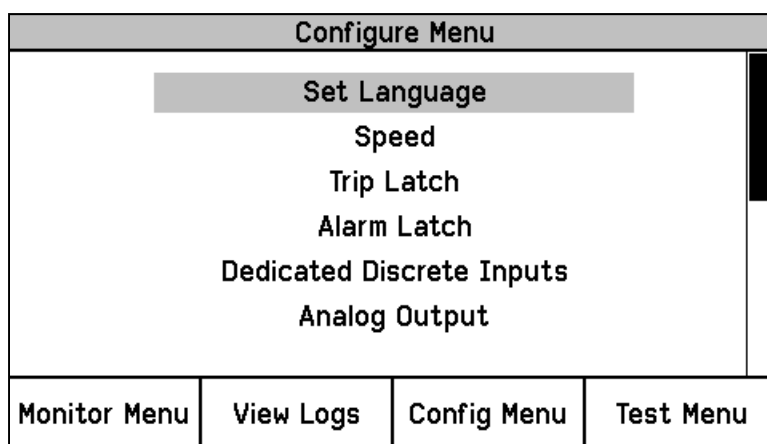 Configure Menu
Set Language
Speed
Trip Latch
Alarm Latch
Dedicated Discrete Inputs
Analog Output
Monitor Menu View Logs Config Menu Test Menu